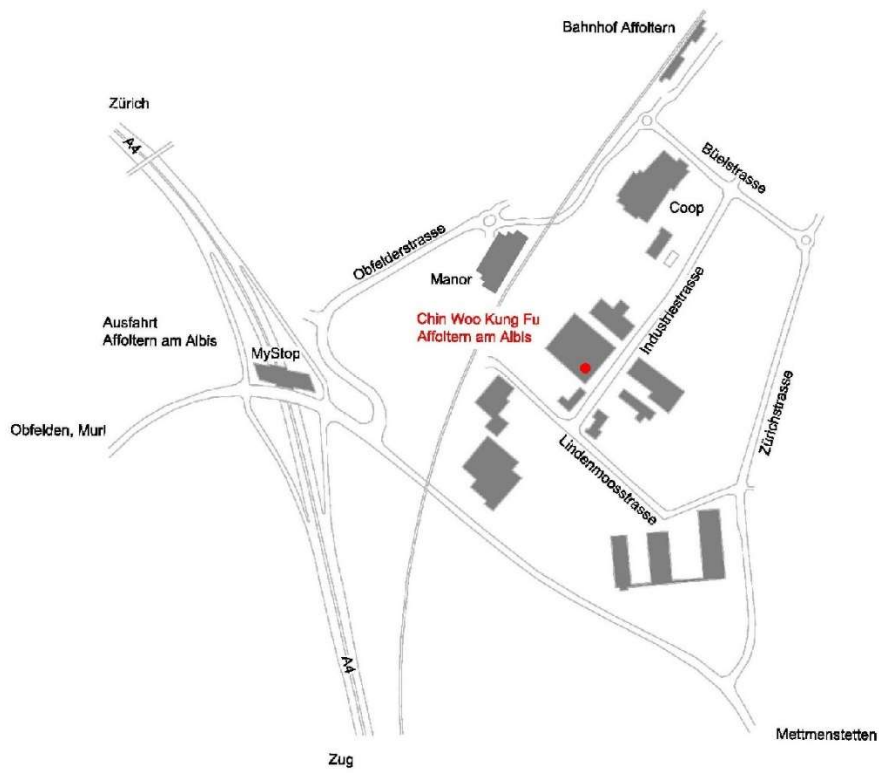 Bahnhof Affoltern
Zürich
A4
Büelstrasse
Coop
Obfelderstrasse
Manor
Industriestrasse
Chin Woo Kung Fu
Affoltern am Albis
Ausfahrt
Affoltern am Albis
MyStop
Zürichstrasse
Obfelden, Muri
Lindenmoosstrasse
A4
Mettmenstetten
Zug